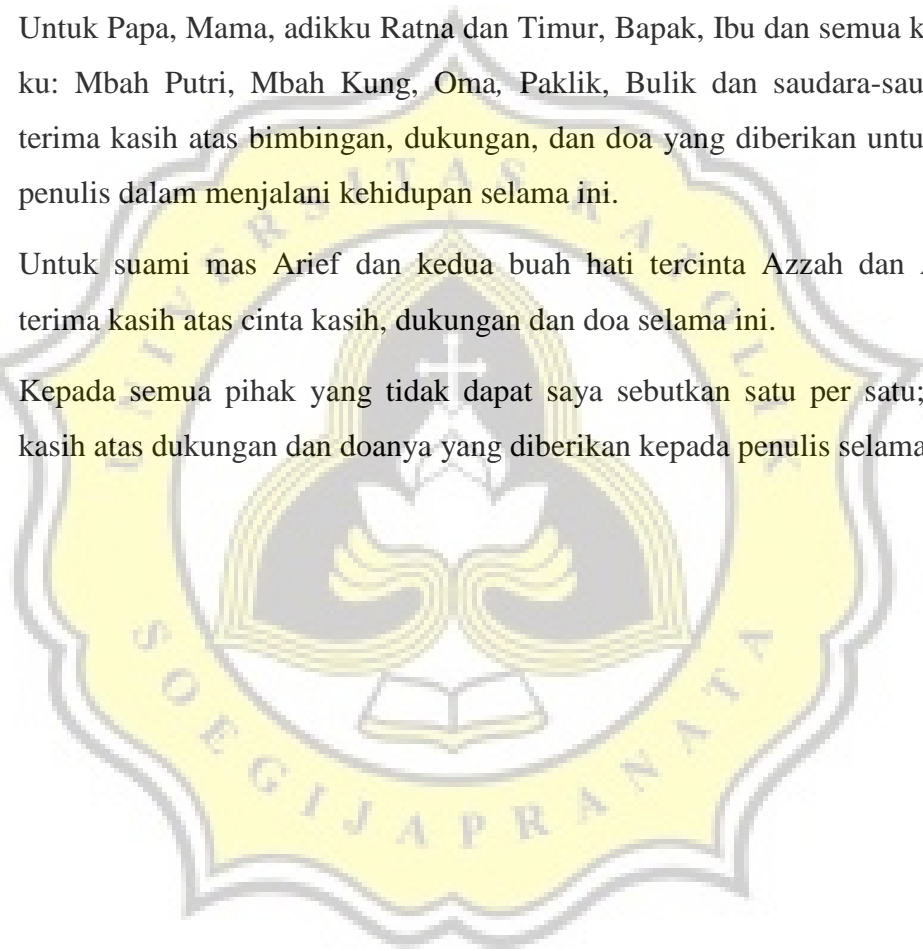 Untuk Papa, Mama, adikku Ratna dan Timur, Bapak, Ibu dan semua
ku: Mbah Putri, Mbah Kung, Oma, Paklik, Bulik dan
terima kasih atas bimbingan, dukungan, dan doa yang diberikan
penulis dalam menjalani kehidupan selama ini.
Untuk suami mas Arief dan kedua buah hati tercinta Azzah dan
terima kasih atas cinta kasih, dukungan dan doa selama ini.
Kepada semua pihak yang tidak dapat saya sebutkan satu per satu;
kasih atas dukungan dan doanya yang diberikan kepada penulis selama
UNIVERSITAS KATOLIK
SOEGIJAPRANATA